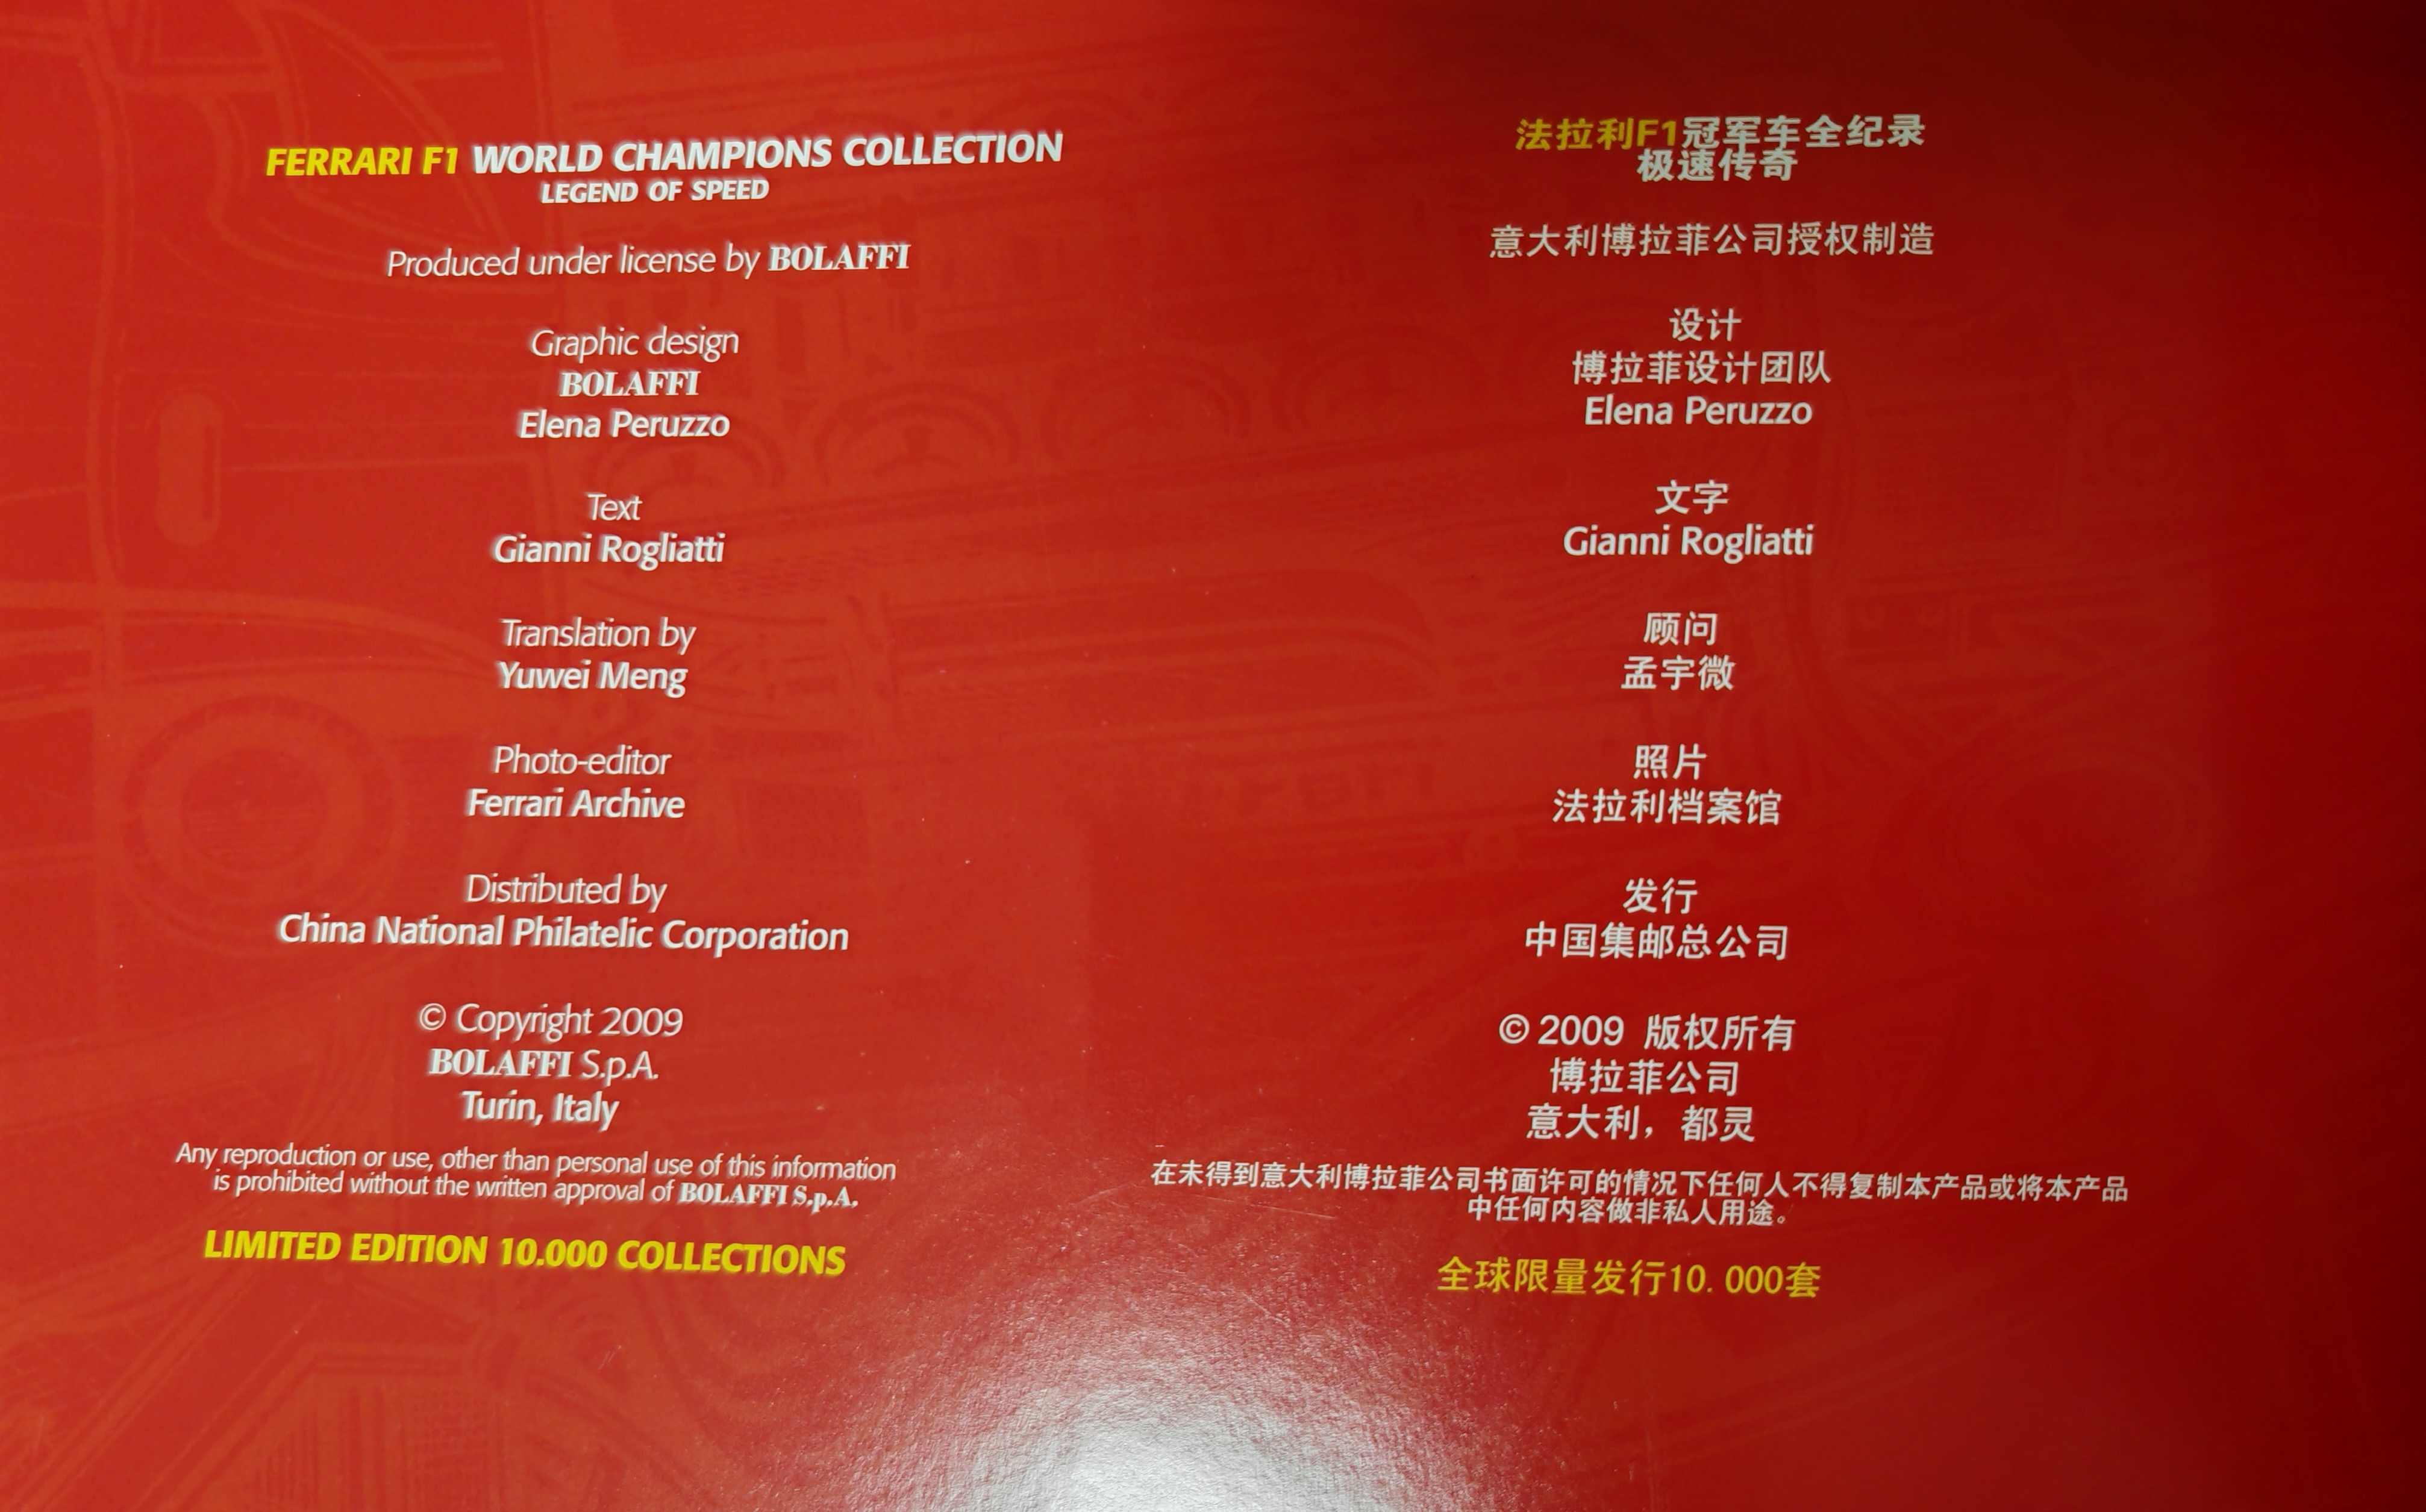 FERRARI F1 WORLD CHAMPIONS COLLECTION
LEGEND OF SPEED
Produced under license by BOLAFFI
Graphic design
BOLAFFI
Elena Peruzzo
Text
Gianni Rogliatti
Translation by
Yuwei Meng
Photo-editor
Ferrari Archive
Distributed by
China National Philatelic Corporation
© Copyright 2009
BOLAFFI S.p.A.
Turin, Italy
Any reproduction or use, other than personal use of this information
is prohibited without the written approval of BOLAFFI S.p.A.
LIMITED EDITION 10.000 COLLECTIONS
法拉利F1冠军车全纪录
极速传奇
意大利博拉菲公司授权制造
设计
博拉菲设计团队
Elena Peruzzo
文字
Gianni Rogliatti
顾问
孟宇微
照片
法拉利档案馆
发行
中国集邮总公司
© 2009 版权所有
博拉菲公司
意大利，都灵
在未得到意大利博拉菲公司书面许可的情况下任何人不得复制本产品或将本产品
中任何内容做非私人用途。
全球限量发行10.000套